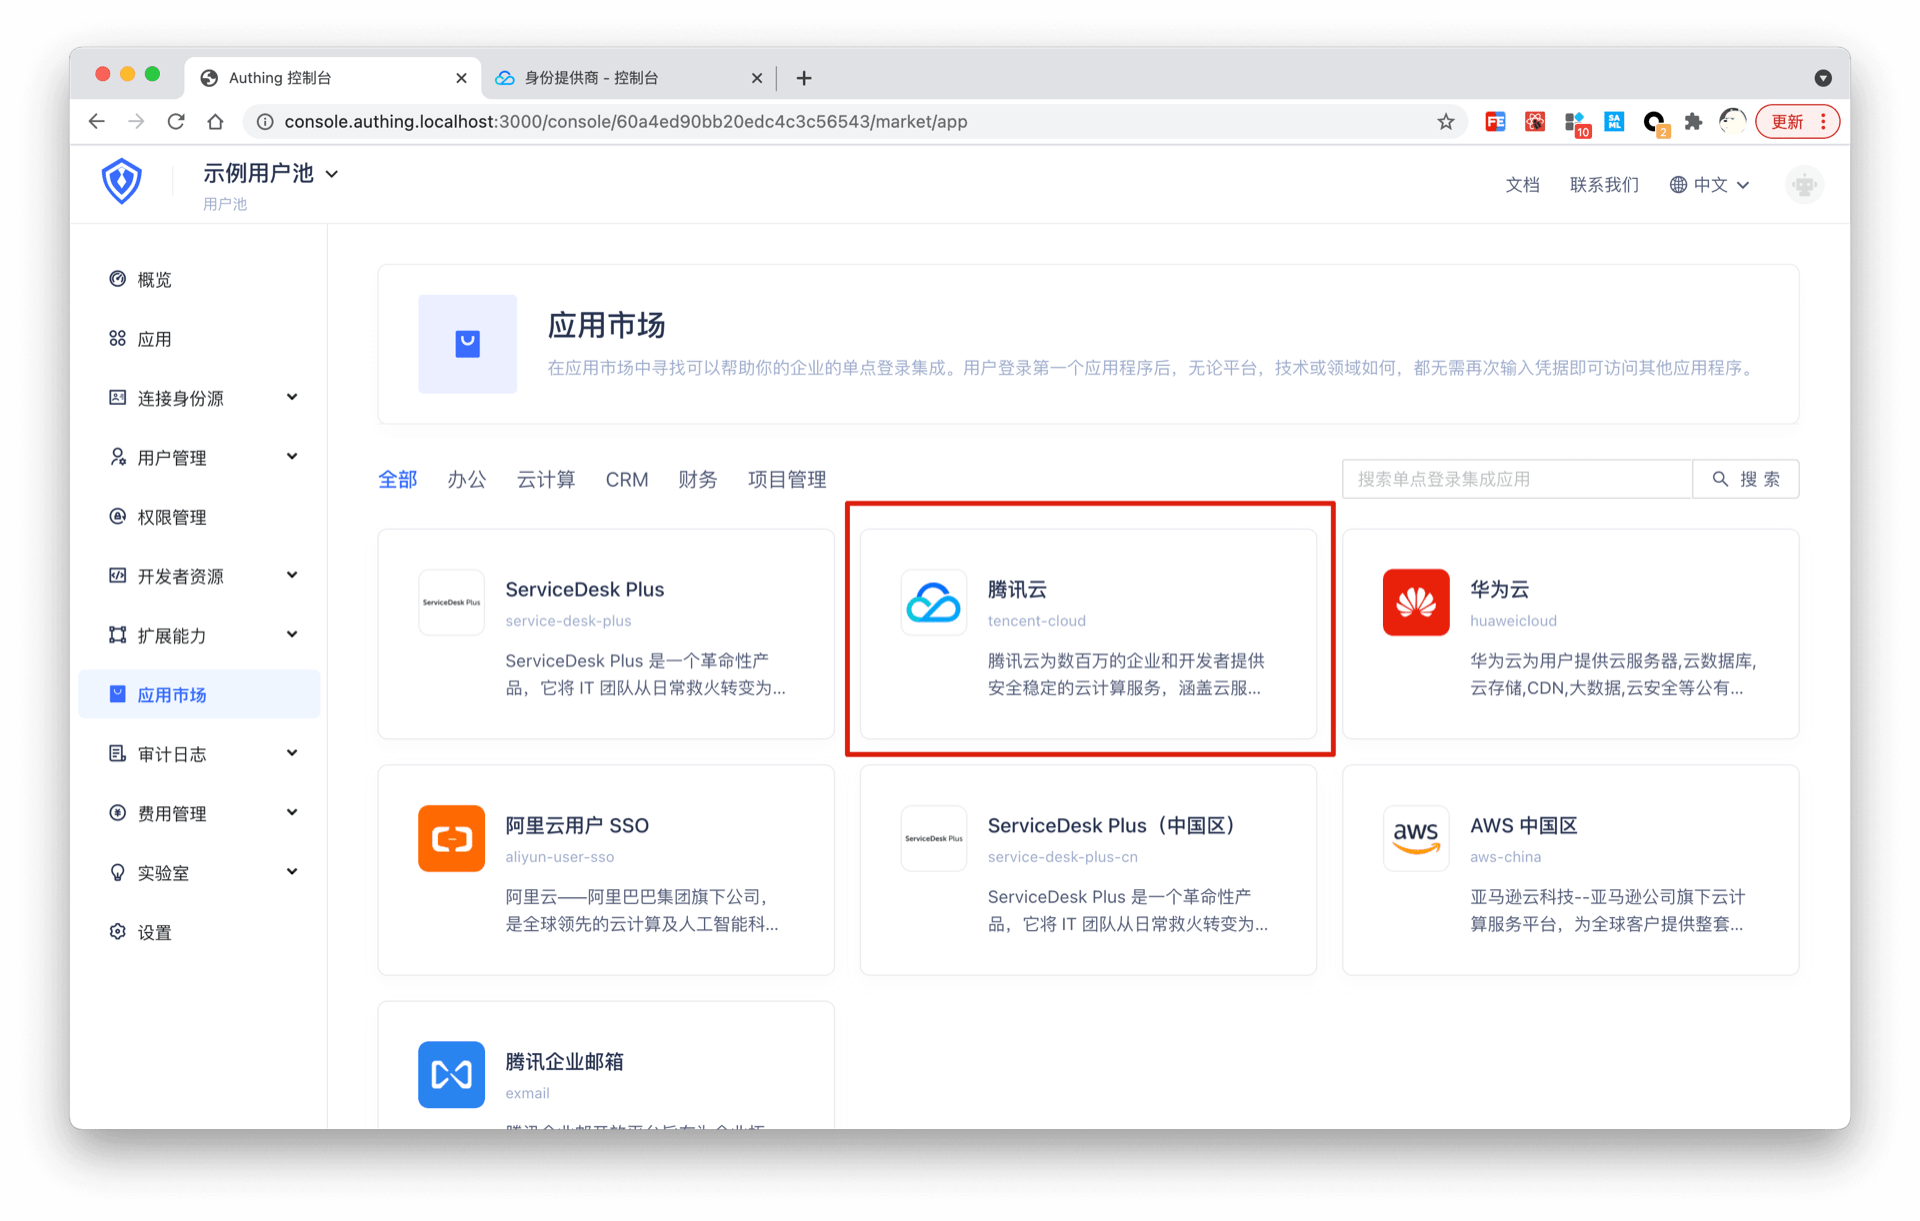 Authing 控制台
身份提供商 - 控制台
console.authing.localhost:3000/console/60a4ed90bb20edc4c3c56543/market/app
FE
10
SA
ML
2
更新
示例用户池
用户池
文档
联系我们
中文
概览
应用
连接身份源
用户管理
权限管理
开发者资源
扩展能力
应用市场
审计日志
费用管理
实验室
设置
应用市场
在应用市场中寻找可以帮助你的企业的单点登录集成。用户登录第一个应用程序后，无论平台，技术或领域如何，都无需再次输入凭据即可访问其他应用程序。
全部 办公 云计算 CRM 财务 项目管理
搜索单点登录集成应用
搜 索
ServiceDesk Plus
ServiceDesk Plus
service-desk-plus
ServiceDesk Plus 是一个革命性产
品，它将 IT 团队从日常救火转变为...
腾讯云
tencent-cloud
腾讯云为数百万的企业和开发者提供
安全稳定的云计算服务，涵盖云服...
华为云
huaweicloud
华为云为用户提供云服务器,云数据库,
云存储,CDN,大数据,云安全等公有...
阿里云用户 SSO
aliyun-user-sso
阿里云——阿里巴巴集团旗下公司，
是全球领先的云计算及人工智能科...
ServiceDesk Plus
ServiceDesk Plus（中国区）
service-desk-plus-cn
ServiceDesk Plus 是一个革命性产
品，它将 IT 团队从日常救火转变为...
aws
AWS 中国区
aws-china
亚马逊云科技--亚马逊公司旗下云计
算服务平台，为全球客户提供整套...
腾讯企业邮箱
exmail